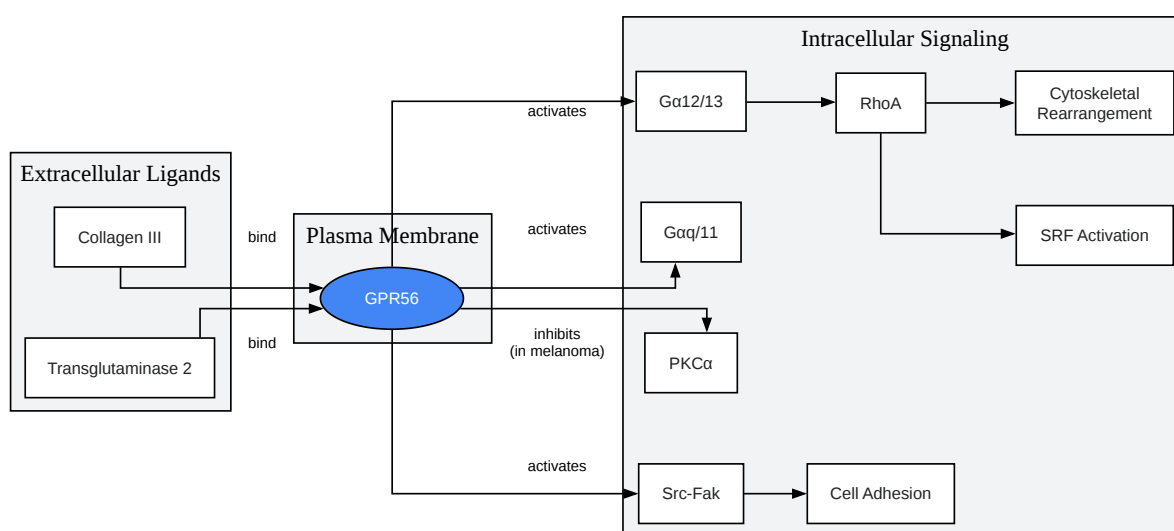 Intracellular Signaling
Gα12/13
RhoA
Cytoskeletal
Rearrangement
activates
Extracellular Ligands
Collagen III
bind
Plasma Membrane
activates
Gαq/11
SRF Activation
GPR56
Transglutaminase 2
bind
inhibits
(in melanoma)
PKCα
activates
Src-Fak
Cell Adhesion